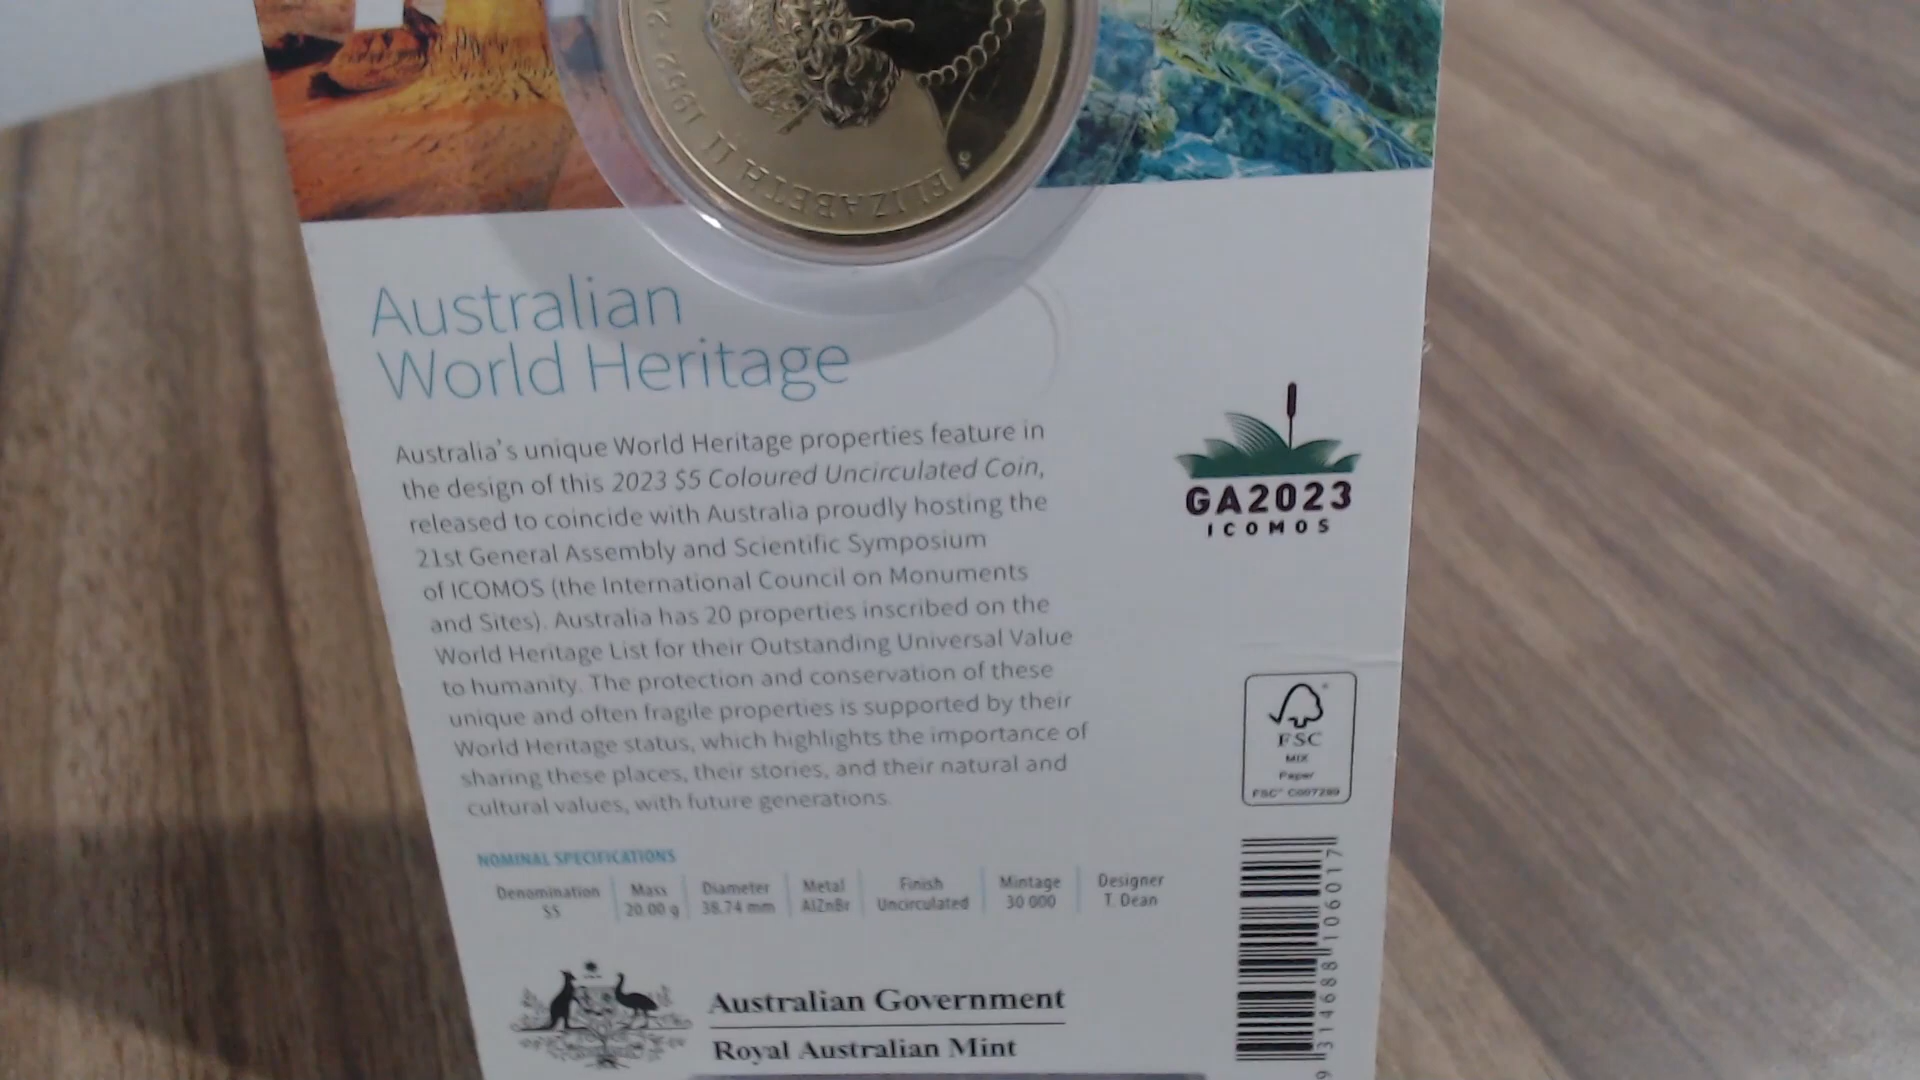 ELIZABETH II 1952
Australian
World Heritage
Australia's unique World Heritage properties feature in
the design of this 2023 $5 Coloured Uncirculated Coin,
released to coincide with Australia proudly hosting the
21st General Assembly and Scientific Symposium
of ICOMOS (the International Council on Monuments
and Sites). Australia has 20 properties inscribed on the
World Heritage List for their Outstanding Universal Value
to humanity. The protection and conservation of these
unique and often fragile properties is supported by their
World Heritage status, which highlights the importance of
sharing these places, their stories, and their natural and
cultural values, with future generations.
GA2023
ICOMOS
FSC
MIX
Paper
FSC® C007299
NOMINAL SPECIFICATIONS
Denomination Mass Diameter Metal Finish Mintage Designer
$5 20.00 g 38.74 mm AlZnBr Uncirculated 30 000 T. Dean
Australian Government
Royal Australian Mint
9 314688 106017